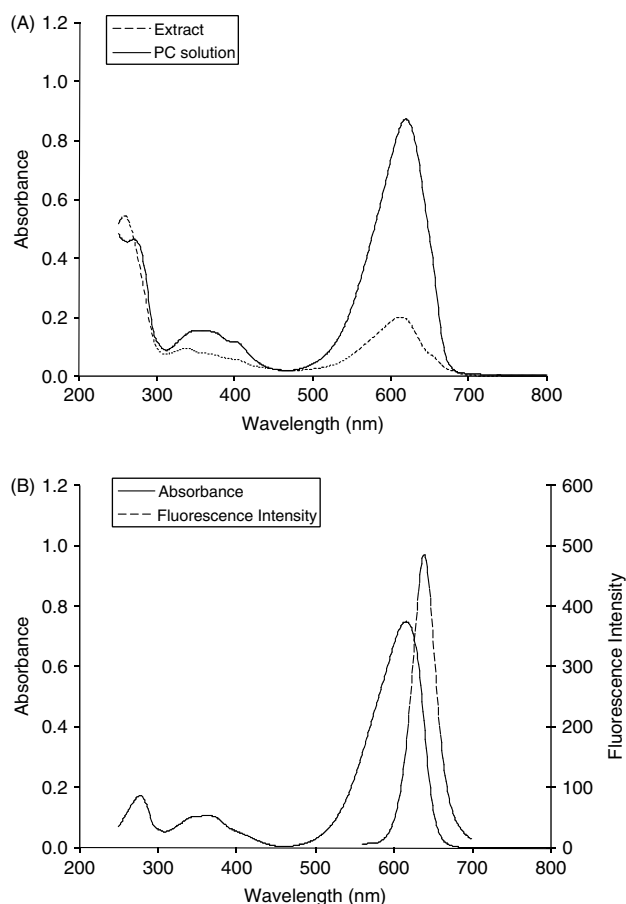 (A)
1.2
1.0
0.8
0.6
0.4
0.2
0.0
Absorbance
Extract
PC solution
200 300 400 500 600 700 800
Wavelength (nm)
(B)
1.2
1.0
0.8
0.6
0.4
0.2
0.0
Absorbance
Absorbance
Fluorescence Intensity
600
500
400
300
200
100
0
Fluorescence Intensity
200 300 400 500 600 700 800
Wavelength (nm)